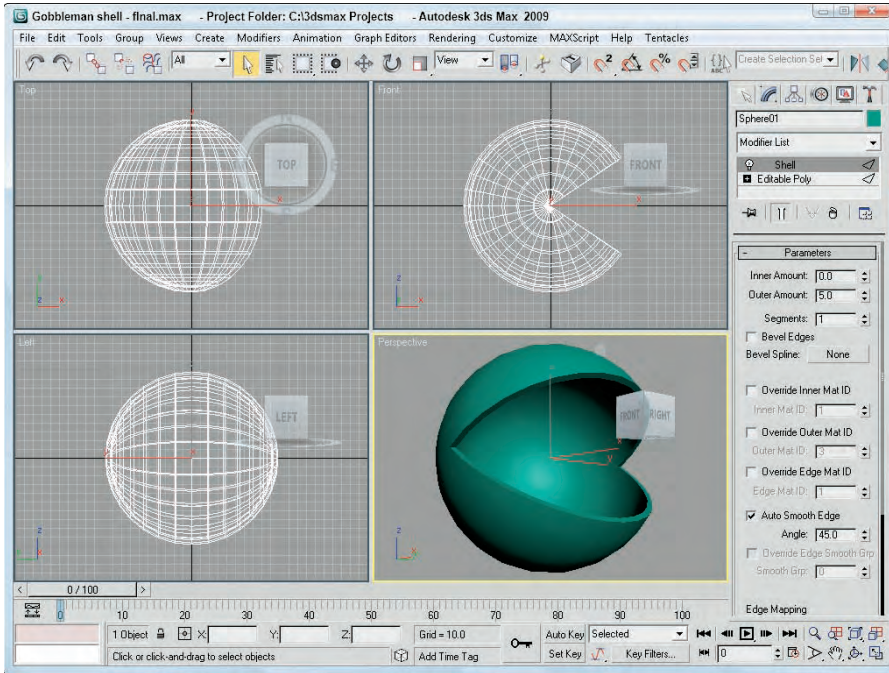 Gobbleman shell - final.max - Project Folder: C:\3dsmax Projects - Autodesk 3ds Max 2009
File Edit Tools Group Views Create Modifiers Animation Graph Editors Rendering Customize MAXScript Help Tentacles
All View Create Selection Set
Top
TOP
x
y
z x
Front
FRONT
x
z
x
Sphere01
Modifier List
Shell
Editable Poly
Parameters
Inner Amount: 0.0
Outer Amount: 5.0
Segments: 1
Bevel Edges
Bevel Spline: None
Left
LEFT
x
z
Perspective
FRONT RIGHT
x
y
z
Override Inner Mat ID
Inner Mat ID: 1
Override Outer Mat ID
Outer Mat ID: 3
Override Edge Mat ID
Edge Mat ID: 1
Auto Smooth Edge
Angle: 45.0
Override Edge Smooth Grp
Smooth Grp: 0
Edge Mapping
< 0 / 100 >
0 10 20 30 40 50 60 70 80 90 100
1 Object X: Y: Z: Grid = 10.0 Auto Key Selected
Click or click-and-drag to select objects Add Time Tag Set Key Key Filters... 0